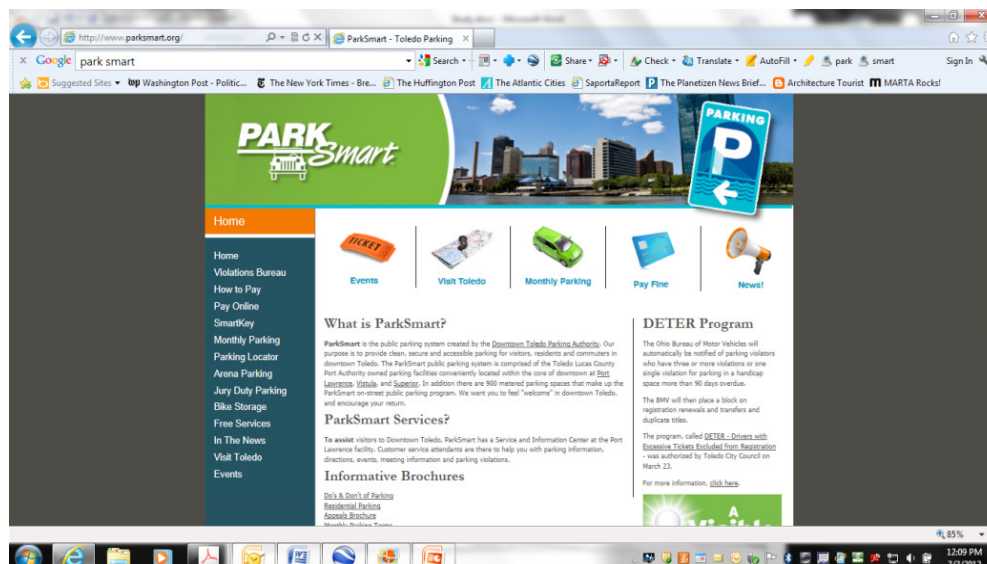 http://www.parksmart.org/
ParkSmart - Toledo Parking
Google park smart Search Share Check Translate AutoFill park smart Sign In
Suggested Sites Washington Post - Politic... The New York Times - Bre... The Huffington Post The Atlantic Cities SaportaReport The Planetizen News Brief... Architecture Tourist MARTA Rocks!
PARK
Smart
PARKING
P
Home
TICKET
Events
Visit Toledo
Monthly Parking
Pay Fine
News!
Home
Violations Bureau
How to Pay
Pay Online
SmartKey
Monthly Parking
Parking Locator
Arena Parking
Jury Duty Parking
Bike Storage
Free Services
In The News
Visit Toledo
Events
What is ParkSmart?
ParkSmart is the public parking system created by the Downtown Toledo Parking Authority. Our
purpose is to provide clean, secure and accessible parking for visitors, residents and commuters in
downtown Toledo. The ParkSmart public parking system is comprised of the Toledo Lucas County
Port Authority owned parking facilities conveniently located within the core of downtown at Port
Lawrence, Vistula, and Superior. In addition there are 900 metered parking spaces that make up the
ParkSmart on-street public parking program. We want you to feel "welcome" in downtown Toledo,
and encourage your return.
ParkSmart Services?
To assist visitors to Downtown Toledo, ParkSmart has a Service and Information Center at the Port
Lawrence facility. Customer service attendants are there to help you with parking information,
directions, events, meeting information and parking violations.
Informative Brochures
Do's & Don't of Parking
Residential Parking
Appeals Brochure
Monthly Parking Terms
DETER Program
The Ohio Bureau of Motor Vehicles will
automatically be notified of parking violators
who have three or more violations or one
single violation for parking in a handicap
space more than 90 days overdue.
The BMV will then place a block on
registration renewals and transfers and
duplicate titles.
The program, called DETER - Drivers with
Excessive Tickets Excluded from Registration
- was authorized by Toledo City Council on
March 23.
For more information, click here.
A
85%
12:09 PM